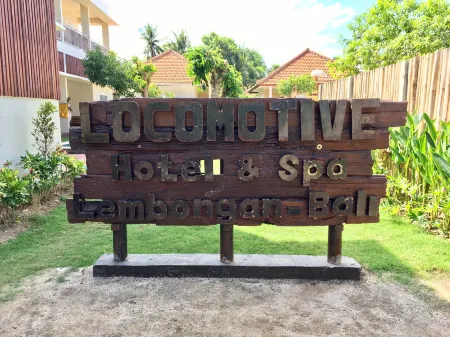 LOCOMOTIVE
Hotel & Spa
Lembongan - Bali